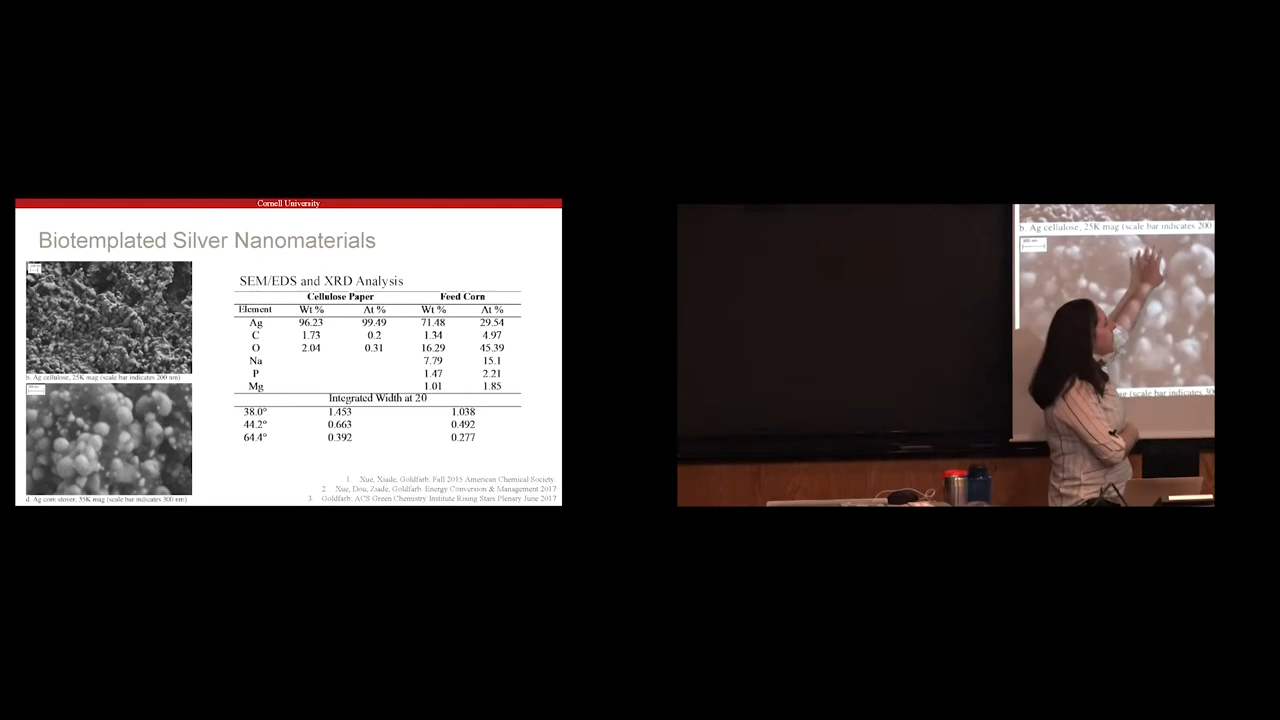 Cornell University
Biotemplated Silver Nanomaterials
SEM/EDS and XRD Analysis
Cellulose Paper Feed Corn
Element Wt % At % Wt % At %
Ag 96.23 99.49 71.48 29.54
C 1.73 0.2 1.34 4.97
O 2.04 0.31 16.29 45.39
Na 7.79 15.1
P 1.47 2.21
Mg 1.01 1.85
Integrated Width at 2θ
38.0° 1.453 1.038
44.2° 0.663 0.492
64.4° 0.392 0.277
b. Ag cellulose, 25K mag (scale bar indicates 200 nm)
d. Ag corn stover, 35K mag (scale bar indicates 300 nm)
1. Xue, Xiade, Goldfarb; Fall 2015 American Chemical Society.
2. Xue, Dou, Ziade, Goldfarb; Energy Conversion & Management 2017
3. Goldfarb; ACS Green Chemistry Institute Rising Stars Plenary June 2017
b. Ag cellulose, 25K mag (scale bar indicates 200
mag (scale bar indicates 30